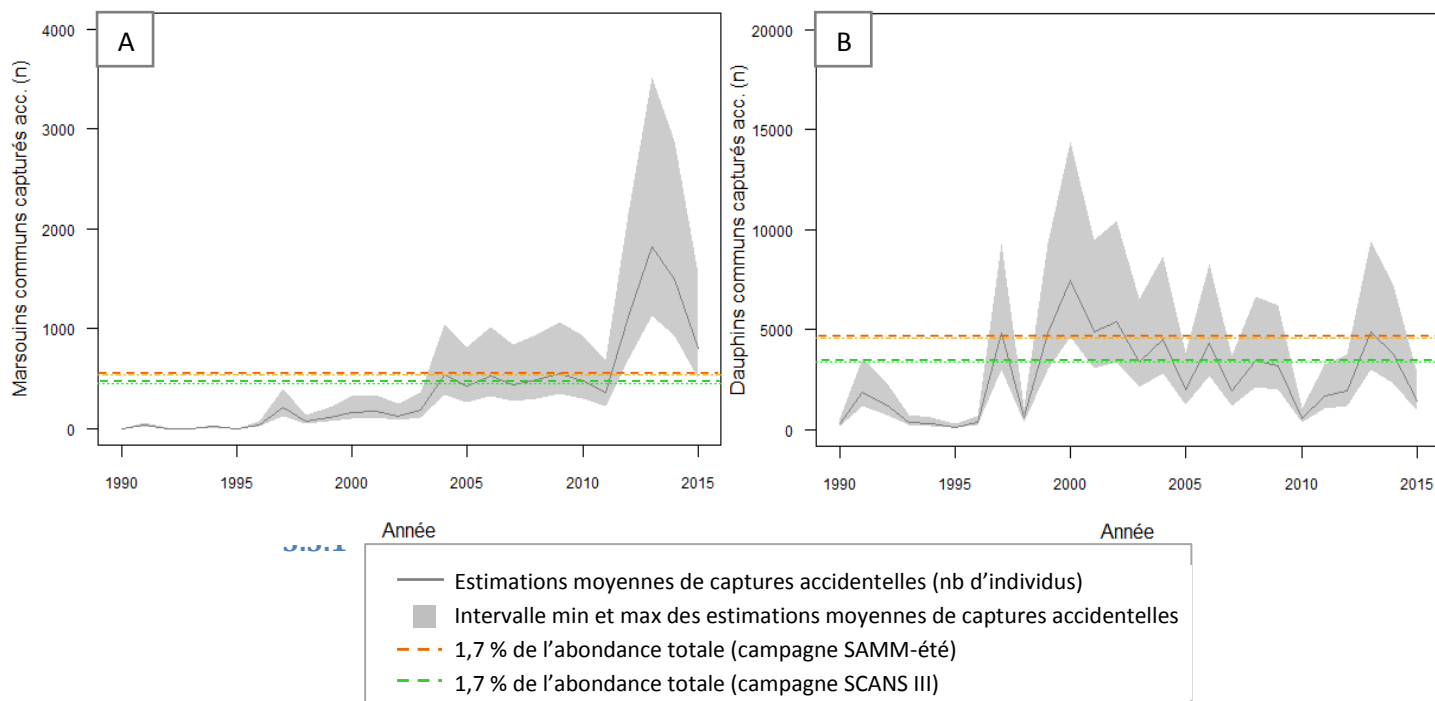 A
Marsouins communs capturés acc. (n)
4000
3000
2000
1000
0
1990
1995
2000
2005
2010
2015
Année
B
Dauphins communs capturés acc. (n)
20000
15000
10000
5000
0
1990
1995
2000
2005
2010
2015
Année
Estimations moyennes de captures accidentelles (nb d’individus)
Intervalle min et max des estimations moyennes de captures accidentelles
1,7 % de l’abondance totale (campagne SAMM-été)
1,7 % de l’abondance totale (campagne SCANS III)